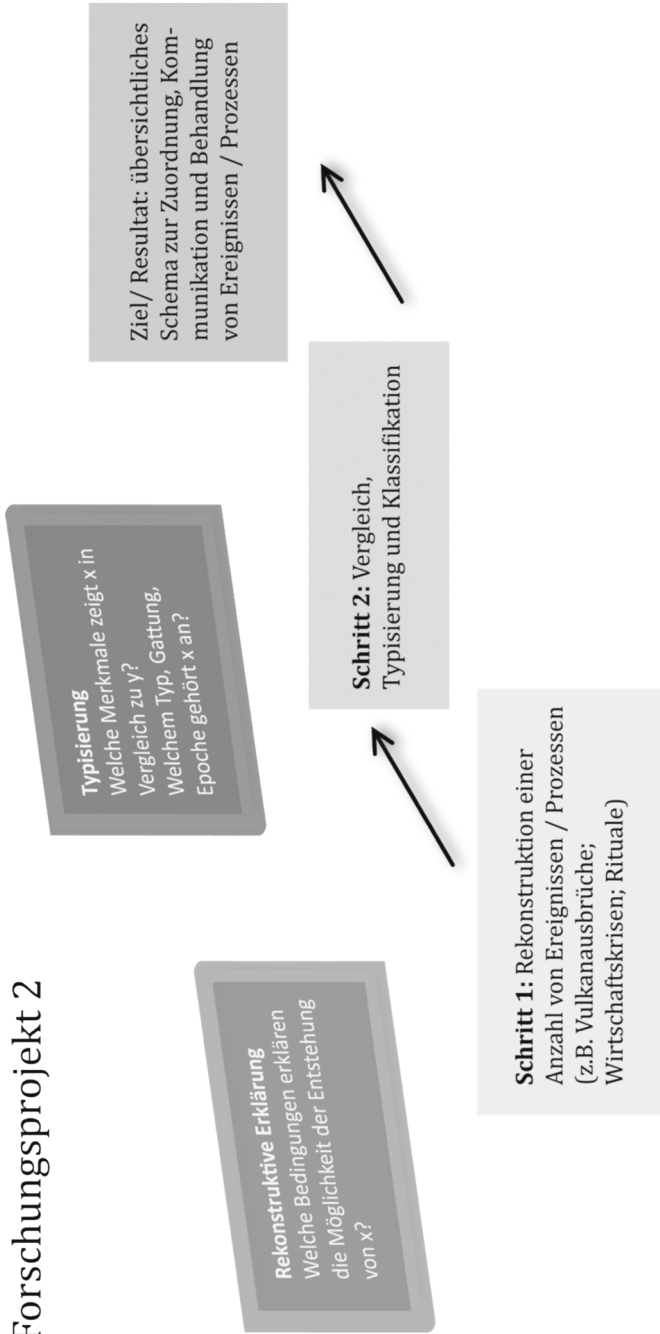 Forschungsprojekt 2
Rekonstruktive Erklärung
Welche Bedingungen erklären
die Möglichkeit der Entstehung
von x?
Typisierung
Welche Merkmale zeigt x in
Vergleich zu y?
Welchem Typ, Gattung,
Epoche gehört x an?
Schritt 1: Rekonstruktion einer
Anzahl von Ereignissen / Prozessen
(z.B. Vulkanausbrüche;
Wirtschaftskrisen; Rituale)
Schritt 2: Vergleich,
Typisierung und Klassifikation
Ziel/ Resultat: übersichtliches
Schema zur Zuordnung, Kom-
munikation und Behandlung
von Ereignissen / Prozessen